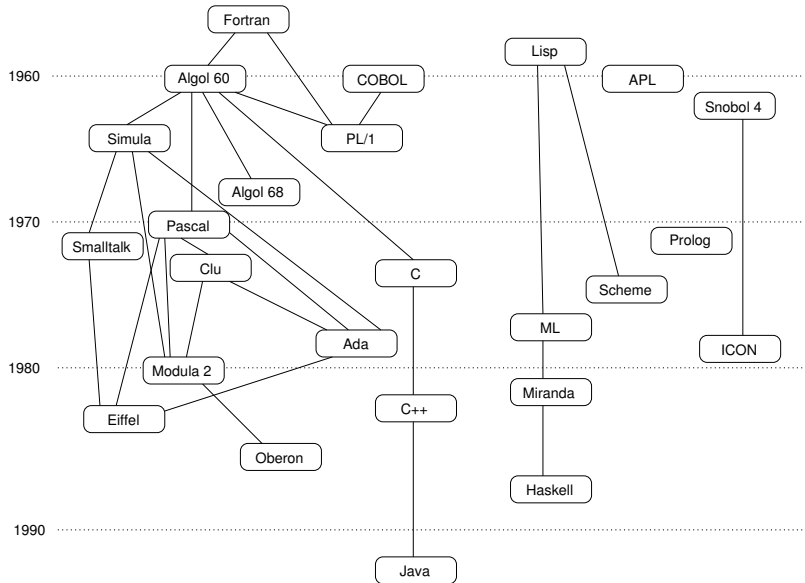 Fortran
Lisp
1960
Algol 60
COBOL
APL
Snobol 4
Simula
PL/1
Algol 68
1970
Pascal
Smalltalk
Prolog
Clu
C
Scheme
ML
Ada
ICON
1980
Modula 2
Miranda
C++
Eiffel
Oberon
Haskell
1990
Java